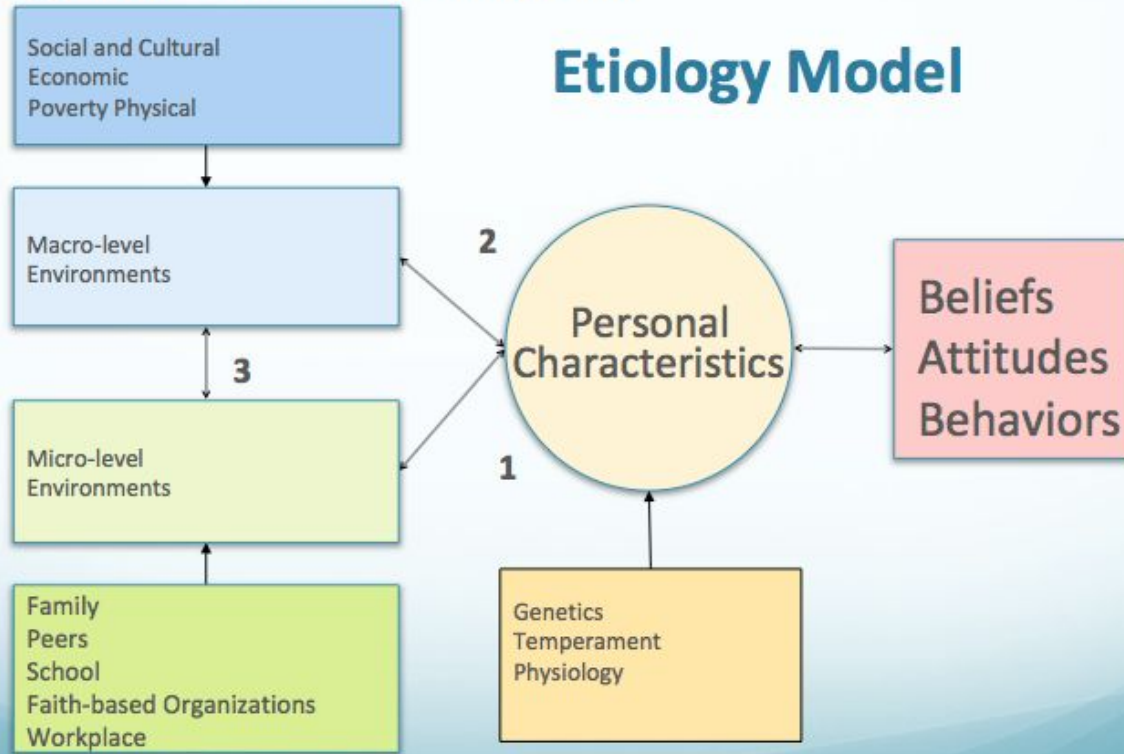 Etiology Model
Social and Cultural
Economic
Poverty Physical
Macro-level
Environments
2
3
Micro-level
Environments
1
Family
Peers
School
Faith-based Organizations
Workplace
Personal
Characteristics
Genetics
Temperament
Physiology
Beliefs
Attitudes
Behaviors